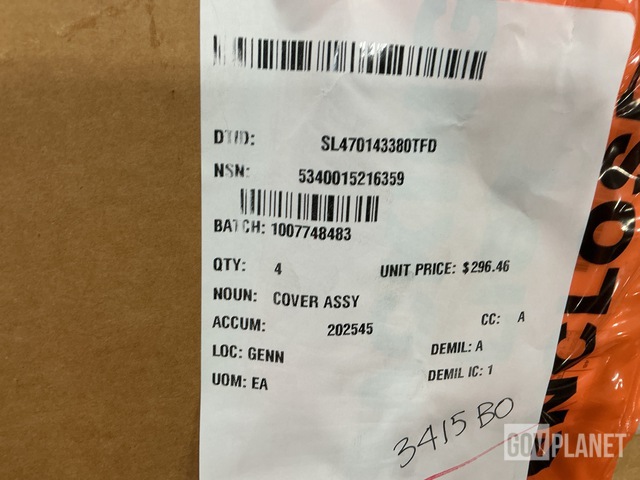 DTID: SL470143380TFD
NSN: 5340015216359
BATCH: 1007748483
QTY: 4 UNIT PRICE: $296.46
NOUN: COVER ASSY
ACCUM: 202545 CC: A
LOC: GENN DEMIL: A
UOM: EA DEMIL IC: 1
3415 BO
GOVPLANET